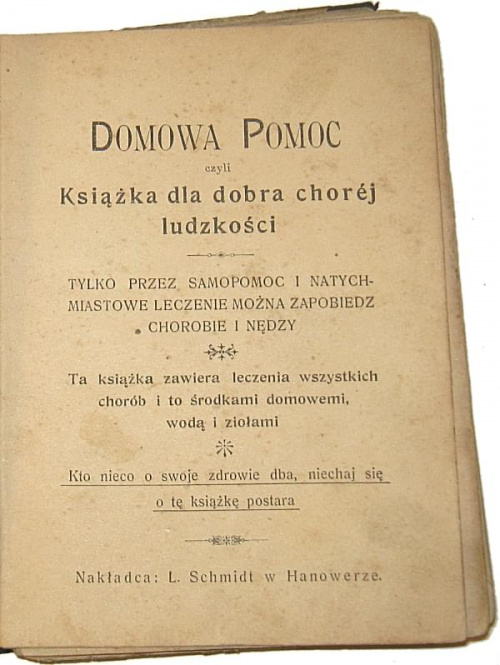 DOMOWA POMOC
czyli
Książka dla dobra choréj
ludzkości
TYLKO PRZEZ SAMOPOMOC I NATYCH-
MIASTOWE LECZENIE MOŻNA ZAPOBIEDZ
CHOROBIE I NĘDZY
Ta książka zawiera leczenia wszystkich
chorób i to środkami domowemi,
wodą i ziołami
Kto nieco o swoje zdrowie dba, niechaj się
o tę książkę postara
Nakładca: L. Schmidt w Hanowerze.